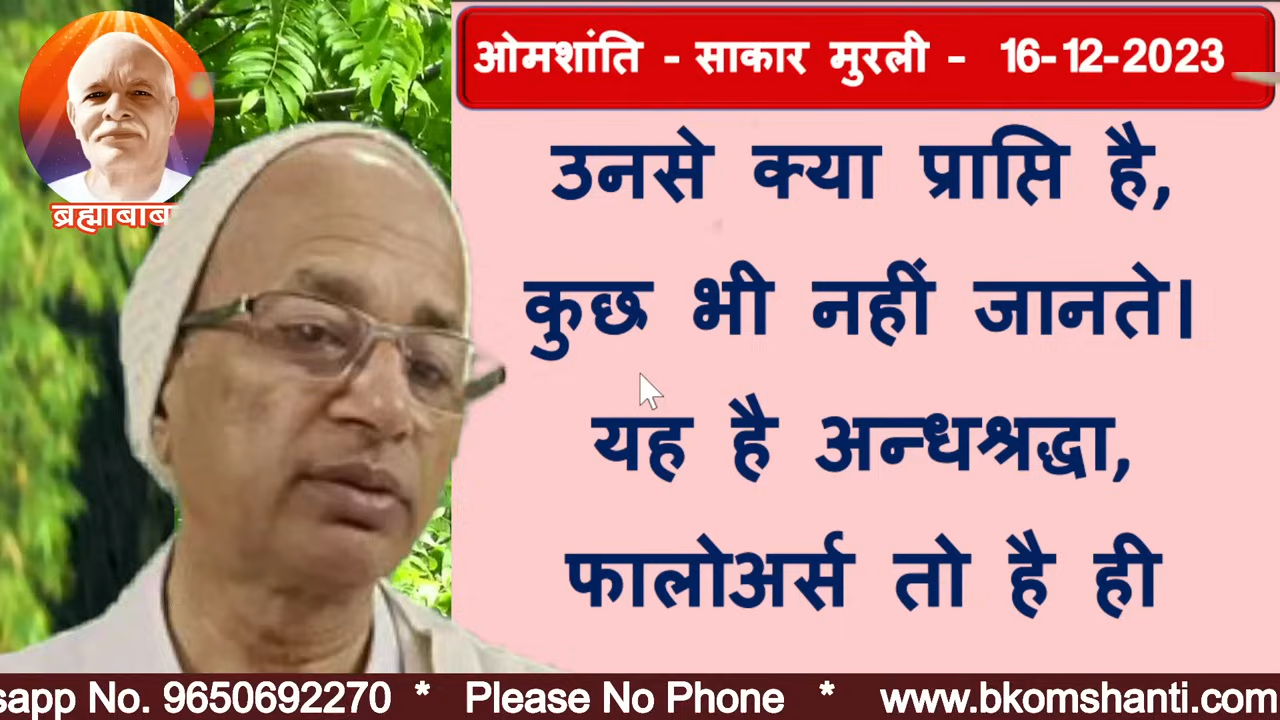 ओमशांति - साकार मुरली - 16-12-2023
ब्रह्माबाब
उनसे क्या प्राप्ति है,
कुछ भी नहीं जानते।
यह है अन्धश्रद्धा,
फालोअर्स तो है ही
sapp No. 9650692270 * Please No Phone * www.bkomshanti.com